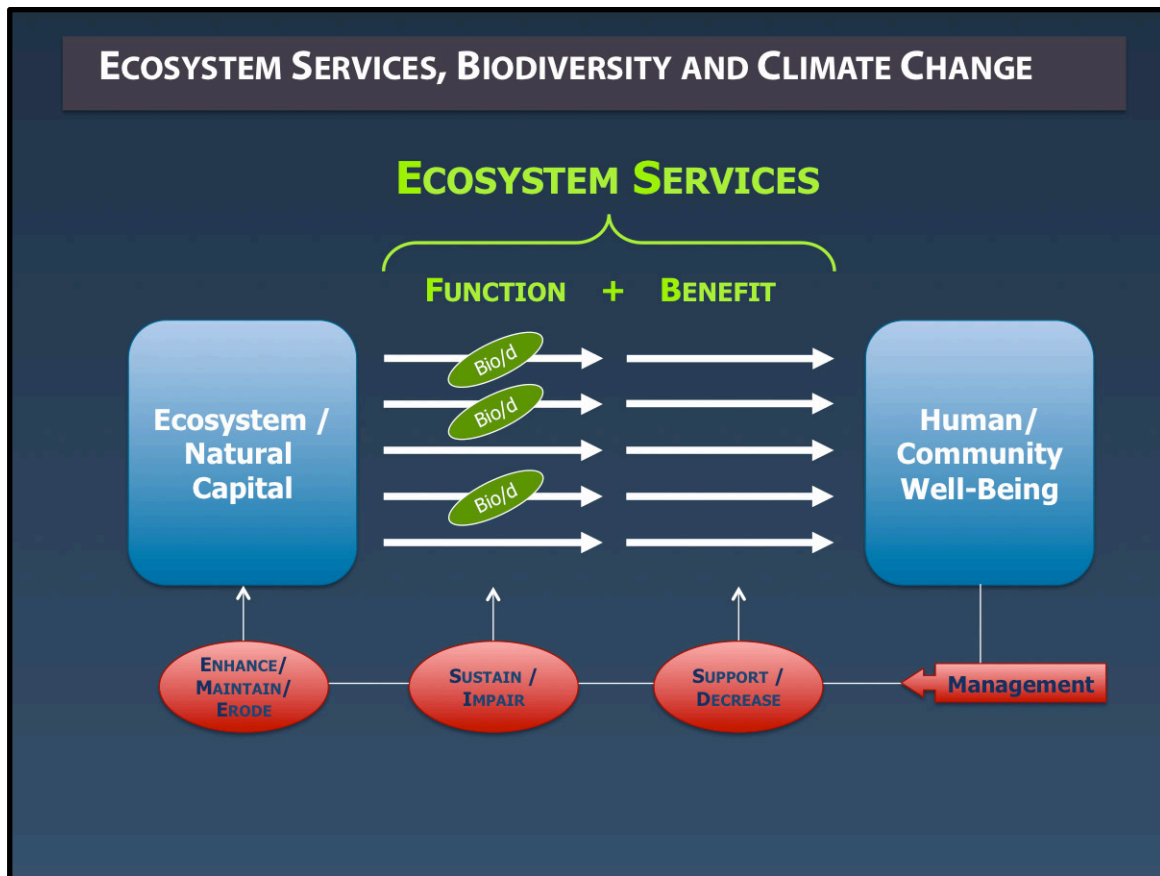 ECOSYSTEM SERVICES, BIODIVERSITY AND CLIMATE CHANGE
ECOSYSTEM SERVICES
FUNCTION + BENEFIT
Ecosystem /
Natural
Capital
Bio/d
Bio/d
Bio/d
Human/
Community
Well-Being
ENHANCE/
MAINTAIN/
ERODE
SUSTAIN /
IMPAIR
SUPPORT /
DECREASE
Management